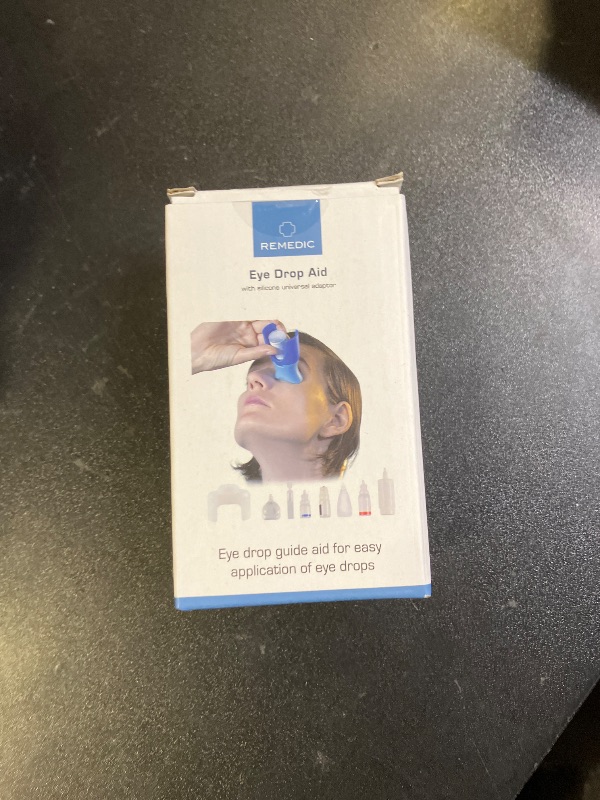 REMEDIC
Eye Drop Aid
with silicone universal adaptor
Eye drop guide aid for easy
application of eye drops